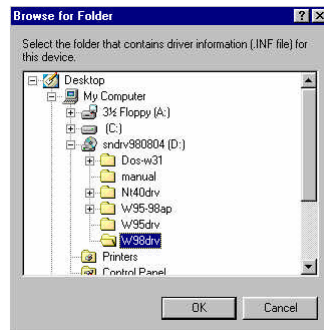 Browse for Folder
Select the folder that contains driver information (.INF file) for
this device.
Desktop
My Computer
3½ Floppy (A:)
(C:)
sndrv980804 (D:)
Dos-w31
manual
Nt40drv
W95-98ap
W95drv
W98drv
Printers
Control Panel
OK
Cancel